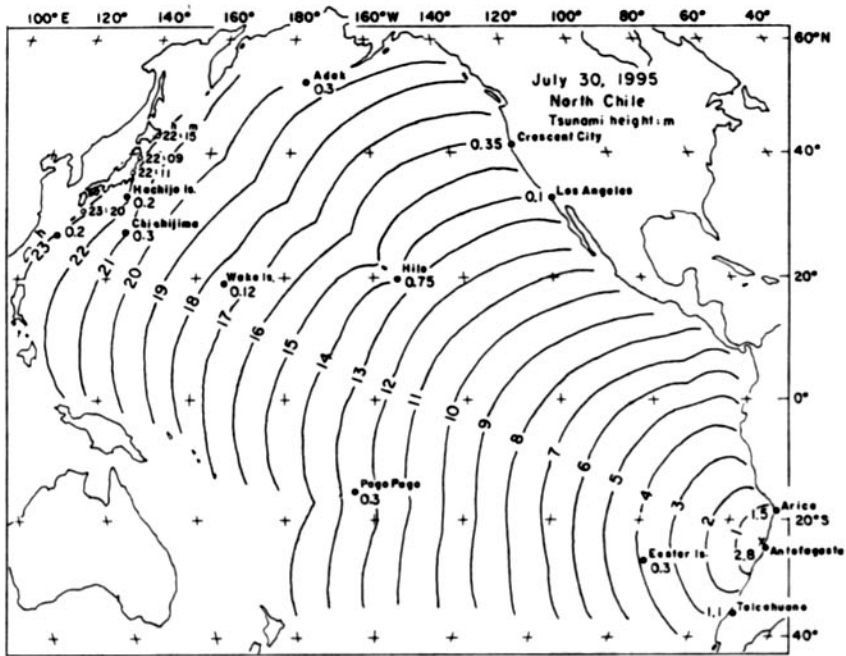 100° E 120° 140° 160° 180° 160° W 140° 120° 100° 80° 60° 40°
60° N
40°
20°
0°
20° S
40°
July 30, 1995
North Chile
Tsunami height: m
Adak
0.3
h m
22:15
22:09
22:11
Hachijo Is.
0.2
23:20
0.2
Chichijima
0.3
Wake Is.
0.12
Crescent City
0.35
Los Angeles
0.1
Hilo
0.75
Pago Pago
0.3
Easter Is.
0.3
Arica
1.5
Antofagasta
2.8
Talcahuano
1.1
23 h
22
21
20
19
18
17
16
15
14
13
12
11
10
9
8
7
6
5
4
3
2
1